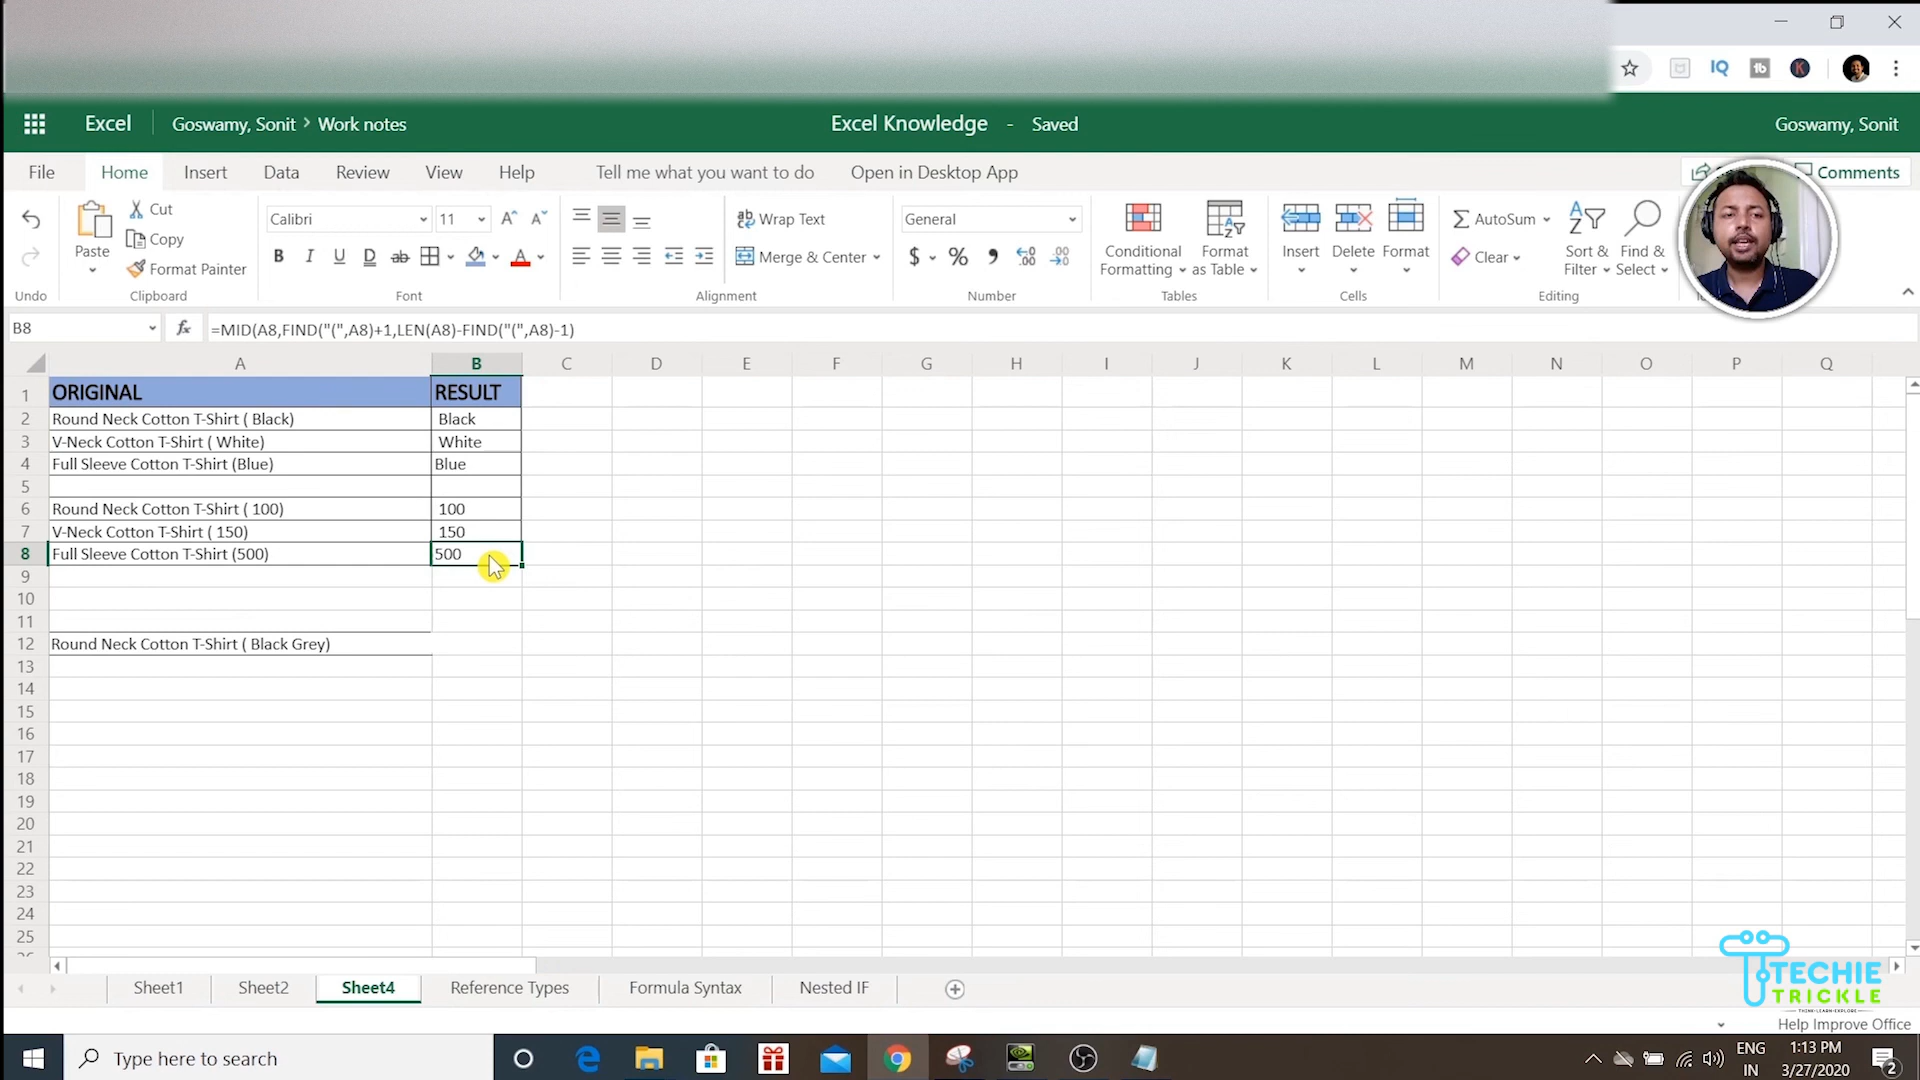 Excel
Goswamy, Sonit > Work notes
Excel Knowledge - Saved
Goswamy, Sonit
File
Home
Insert
Data
Review
View
Help
Tell me what you want to do
Open in Desktop App
Comments
Paste
Cut
Copy
Format Painter
Calibri
11
B I U D ab
Wrap Text
Merge & Center
General
$ % ,
Conditional Formatting
Format as Table
Insert
Delete
Format
AutoSum
Clear
Sort & Filter
Find & Select
Undo
Clipboard
Font
Alignment
Number
Tables
Cells
Editing
B8
fx
=MID(A8,FIND("(",A8)+1,LEN(A8)-FIND("(",A8)-1)
A B C D E F G H I J K L M N O P Q
1 ORIGINAL RESULT
2 Round Neck Cotton T-Shirt ( Black) Black
3 V-Neck Cotton T-Shirt ( White) White
4 Full Sleeve Cotton T-Shirt (Blue) Blue
5
6 Round Neck Cotton T-Shirt ( 100) 100
7 V-Neck Cotton T-Shirt ( 150) 150
8 Full Sleeve Cotton T-Shirt (500) 500
9
10
11
12 Round Neck Cotton T-Shirt ( Black Grey)
13
14
15
16
17
18
19
20
21
22
23
24
25
TECHIE
TRICKLE
THINK-LEARN-EXPLORE
Sheet1
Sheet2
Sheet4
Reference Types
Formula Syntax
Nested IF
Help Improve Office
Type here to search
ENG
IN
1:13 PM
3/27/2020
2